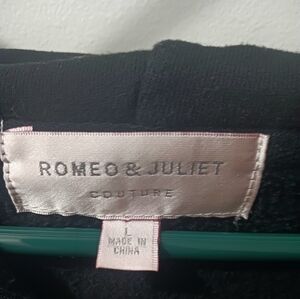 ROMEO & JULIET
COUTURE
L
MADE IN
CHINA